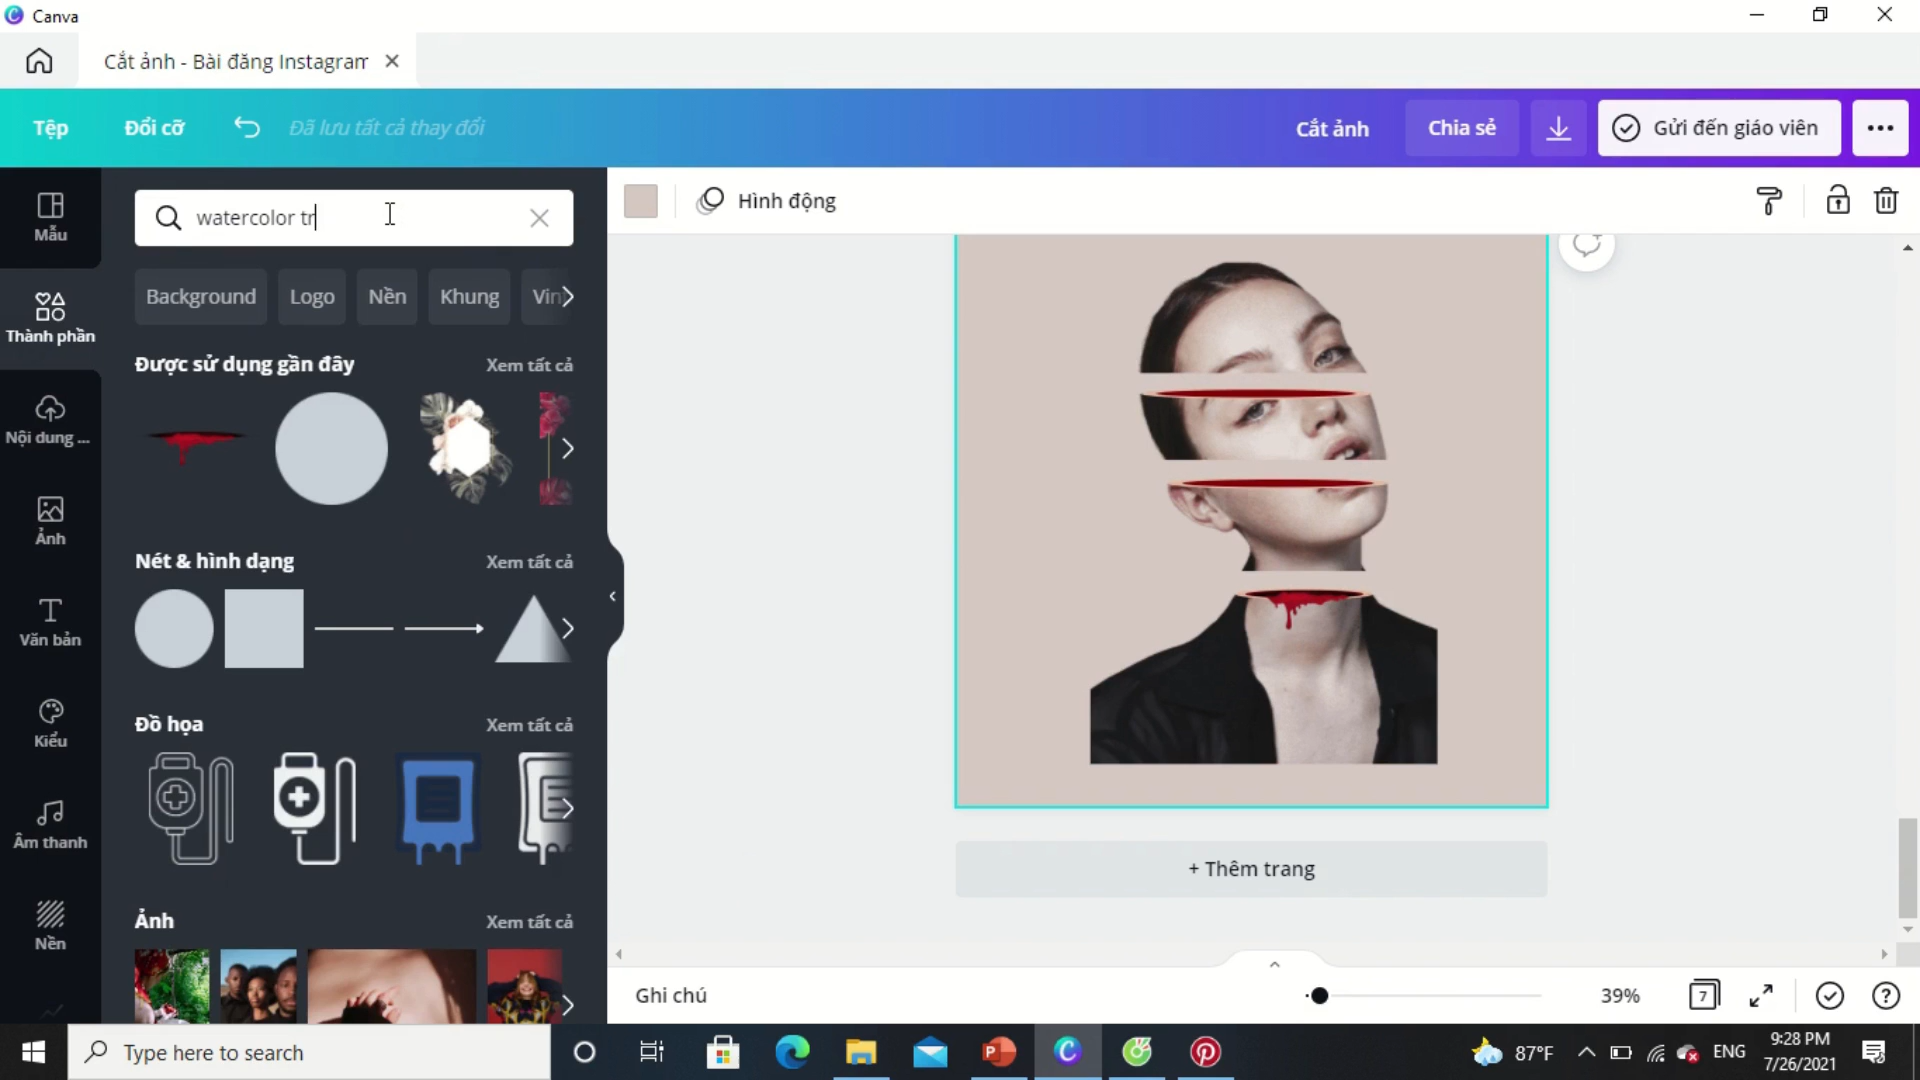 Canva
Cắt ảnh - Bài đăng Instagram
Tệp
Đổi cỡ
Đã lưu tất cả thay đổi
Cắt ảnh
Chia sẻ
Gửi đến giáo viên
Mẫu
Thành phần
Nội dung ...
Ảnh
Văn bản
Kiểu
Âm thanh
Nền
watercolor tr
Background
Logo
Nền
Khung
Vin
Được sử dụng gần đây
Xem tất cả
Nét & hình dạng
Xem tất cả
Đồ họa
Xem tất cả
Ảnh
Xem tất cả
Hình động
+ Thêm trang
Ghi chú
39%
7
Type here to search
87°F
ENG
9:28 PM
7/26/2021